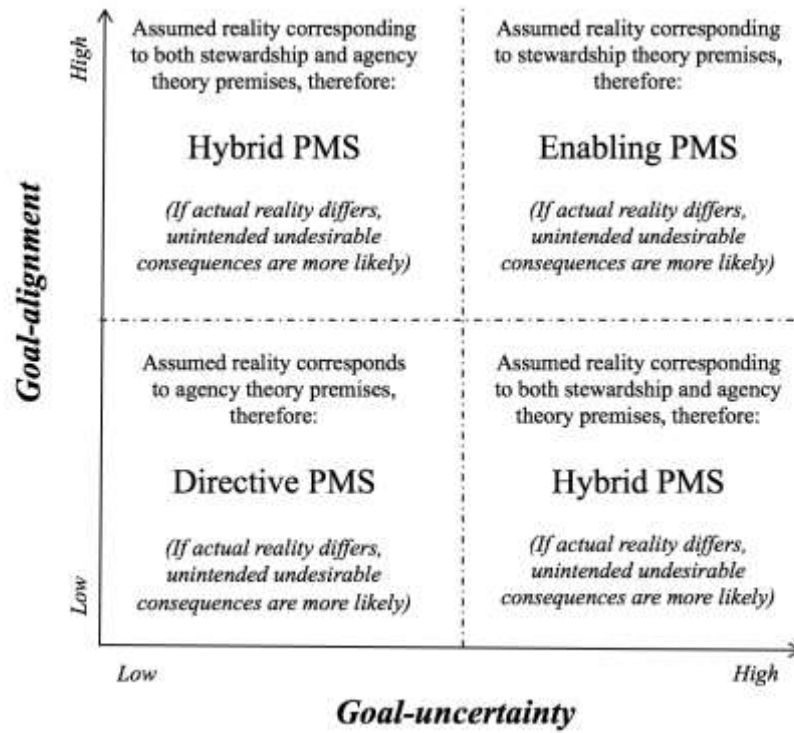 High
Goal-alignment
Low
Assumed reality corresponding
to both stewardship and agency
theory premises, therefore:
Hybrid PMS
(If actual reality differs,
unintended undesirable
consequences are more likely)
Assumed reality corresponding
to stewardship theory premises,
therefore:
Enabling PMS
(If actual reality differs,
unintended undesirable
consequences are more likely)
Assumed reality corresponds
to agency theory premises,
therefore:
Directive PMS
(If actual reality differs,
unintended undesirable
consequences are more likely)
Assumed reality corresponding
to both stewardship and agency
theory premises, therefore:
Hybrid PMS
(If actual reality differs,
unintended undesirable
consequences are more likely)
Low
High
Goal-uncertainty